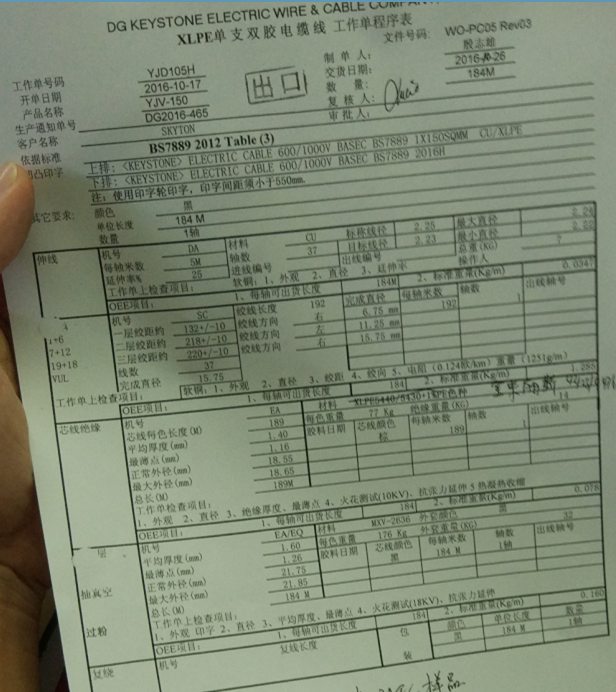 DG KEYSTONE ELECTRIC WIRE & CABLE COMPANY
XLPE单支双胶电缆线 工作单程序表
文件号码: WO-PC05 Rev03
工作单号码 YJD105H 制单人: 殷志超
开单日期 2016-10-17 交货日期: 2016-10-26
产品名称 YJV-150 数量: 184M
生产通知单号 DG2016-465 复核人:
客户名称 SKYTON 审批人:
出口
依据标准 BS7889 2012 Table (3)
凹凸印字 上排: <KEYSTONE> ELECTRIC CABLE 600/1000V BASEC BS7889 1X150SQMM CU/XLPE
下排: <KEYSTONE> ELECTRIC CABLE 600/1000V BASEC BS7889 2016H
注: 使用印字轮印字, 印字间距须小于550mm.
其它要求: 颜色 黑
单位长度 184 M
数量 1轴
伸线 机号 DA 材料 CU 标称线径 2.25 最大直径 2.26
每轴米数 5M 轴数 37 目标线径 2.23 最小直径 2.22
延伸率% 25 进线编号 出线编号 总重(KG) ?
工作单上检查项目: 软铜: 1、外观 2、直径 3、延伸率 操作人
OEE项目: 1、每轴可出货长度 184M 2、标准重量(Kg/m) 0.0347
机号 SC 绞线长度 192 完成直径 每轴米数 轴数 出线轴号
1+6 一层绞距约 132+/-10 绞线方向 右 6.75 mm 192 1
7+12 二层绞距约 218+/-10 绞线方向 左 11.25 mm
19+18 三层绞距约 220+/-10 绞线方向 右 15.75 mm
VUL 线数 37
完成直径 15.75
工作单上检查项目: 软铜: 1、外观 2、直径 3、绞距 4、绞向 5、电阻 (0.124欧/km) 重量 (1251g/m)
OEE项目: 1、每轴可出货长度 184 2、标准重量(Kg/m) 1.255
芯线绝缘 机号 EA 材料 XLPE5440/5430+1%PE色种
芯线每色长度(M) 189 每色重量 77 Kg 绝缘重量(KG) 14
平均厚度(mm) 1.40 胶料日期 芯线颜色 每轴米数 轴数 出线轴号
最薄点(mm) 1.16 棕 189 1
正常外径(mm) 18.55
最大外径(mm) 18.65
总长(M) 189M
工作单检查项目:
1、外观 2、直径 3、绝缘厚度、最薄点 4、火花测试(10KV)、抗张力延伸 5 热湿热收缩
OEE项目: 1、每轴可出货长度 184 2、标准重量(Kg/m) 0.078
层 机号 EA/EQ 材料 MXV-2636 外套颜色 黑
平均厚度(mm) 1.60 每色重量 176 Kg 外套重量(KG) 32
抽真空 最薄点(mm) 1.26 胶料日期 芯线颜色 每轴米数 轴数 出线轴号
正常外径(mm) 21.75 黑 184 M 1轴
最大外径(mm) 21.85
过粉 总长(M) 184 M
工作单上检查项目:
1、外观 印字 2、直径 3、平均厚度、最薄点 4、火花测试(18KV)、抗张力延伸
OEE项目: 1、每轴可出货长度 184 2、标准重量(Kg/m) 0.160
复绕 机号 复线长度 包装 颜色 单位长度 数量
黑 184 M 1轴
样品